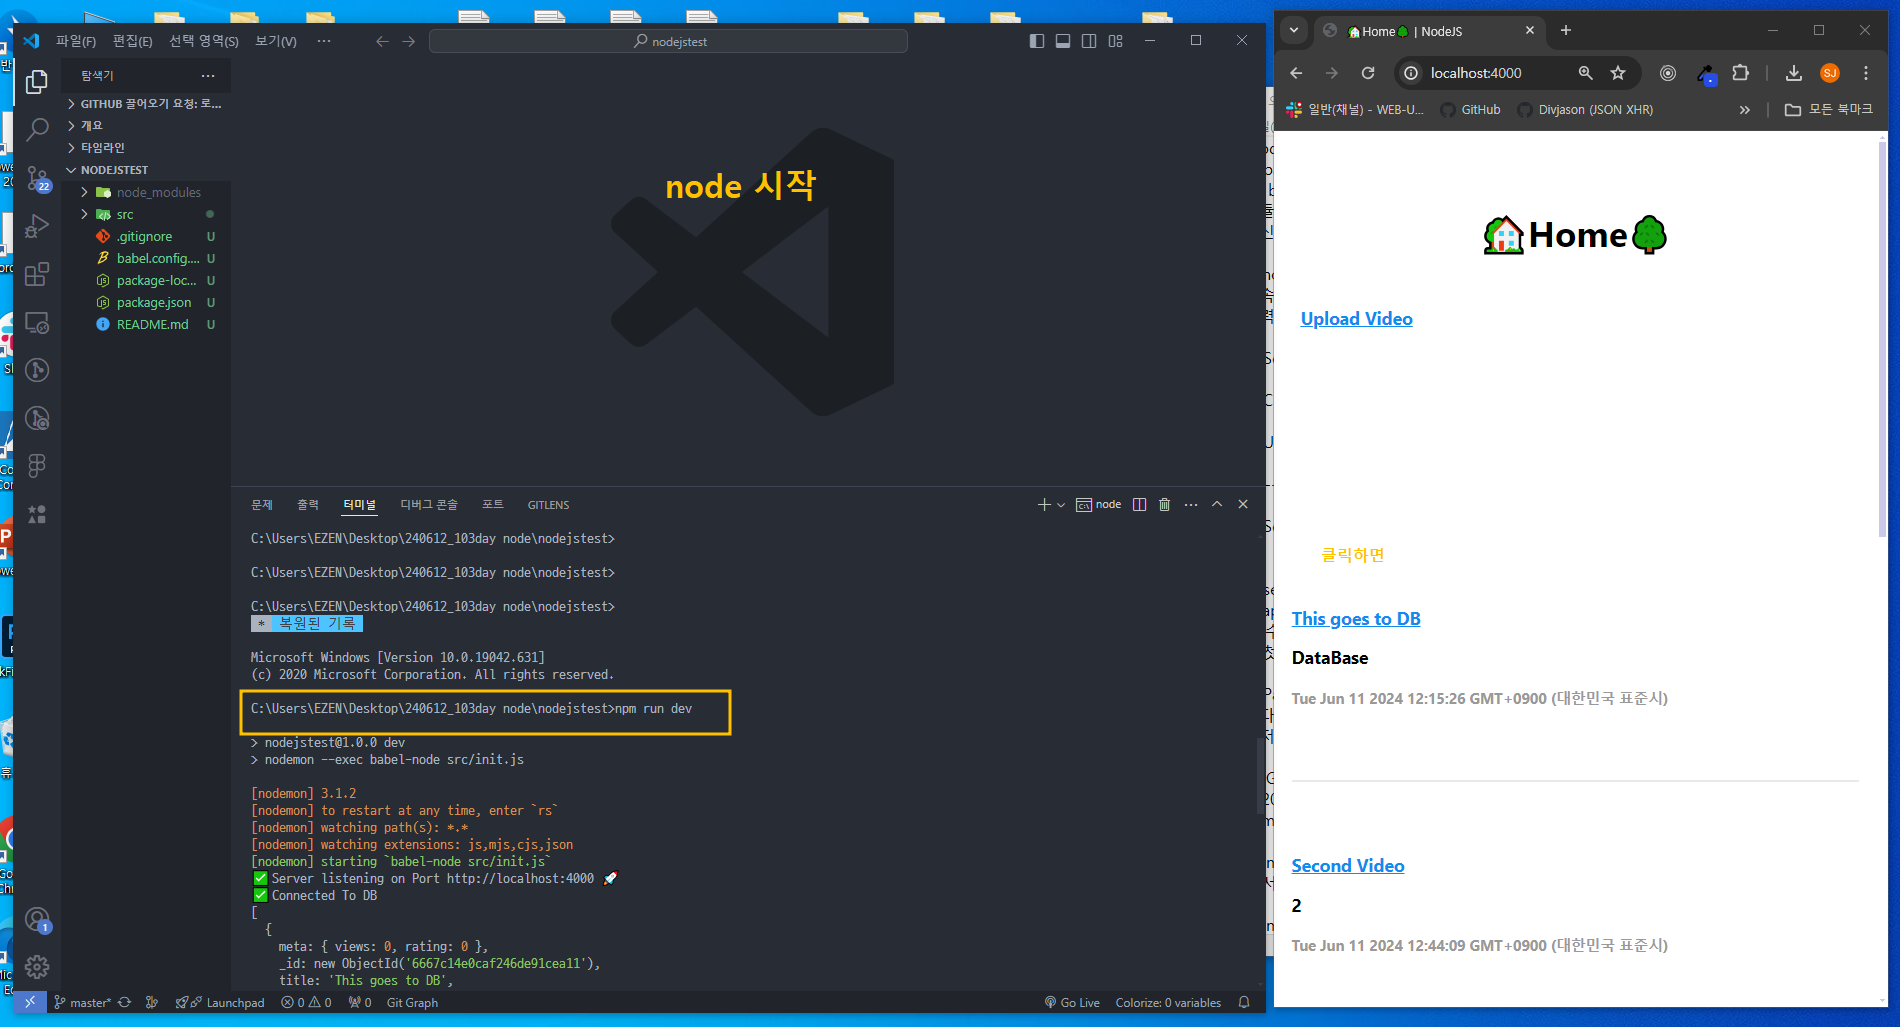 파일(F) 편집(E) 선택 영역(S) 보기(V) ··· nodejstest
탐색기 ···
GITHUB 끌어오기 요청: 로...
개요
타임라인
NODEJSTEST
node_modules
src
.gitignore U
babel.config.... U
package-loc... U
package.json U
README.md U
22
1
node 시작
문제 출력 터미널 디버그 콘솔 포트 GITLENS node
C:\Users\EZEN\Desktop\240612_103day node\nodejstest>
C:\Users\EZEN\Desktop\240612_103day node\nodejstest>
C:\Users\EZEN\Desktop\240612_103day node\nodejstest>
* 복원된 기록
Microsoft Windows [Version 10.0.19042.631]
(c) 2020 Microsoft Corporation. All rights reserved.
C:\Users\EZEN\Desktop\240612_103day node\nodejstest>npm run dev
> nodejstest@1.0.0 dev
> nodemon --exec babel-node src/init.js
[nodemon] 3.1.2
[nodemon] to restart at any time, enter `rs`
[nodemon] watching path(s): *.*
[nodemon] watching extensions: js,mjs,cjs,json
[nodemon] starting `babel-node src/init.js`
✅ Server listening on Port http://localhost:4000 🚀
✅ Connected To DB
[
{
meta: { views: 0, rating: 0 },
_id: new ObjectId('6667c14e0caf246de91cea11'),
title: 'This goes to DB',
master* Launchpad 0 0 0 Git Graph Go Live Colorize: 0 variables
🏠Home🌳 | NodeJS
localhost:4000 SJ
일반(채널) - WEB-U... GitHub Divjason (JSON XHR) » 모든 북마크
🏠Home🌳
Upload Video
클릭하면
This goes to DB
DataBase
Tue Jun 11 2024 12:15:26 GMT+0900 (대한민국 표준시)
Second Video
2
Tue Jun 11 2024 12:44:09 GMT+0900 (대한민국 표준시)